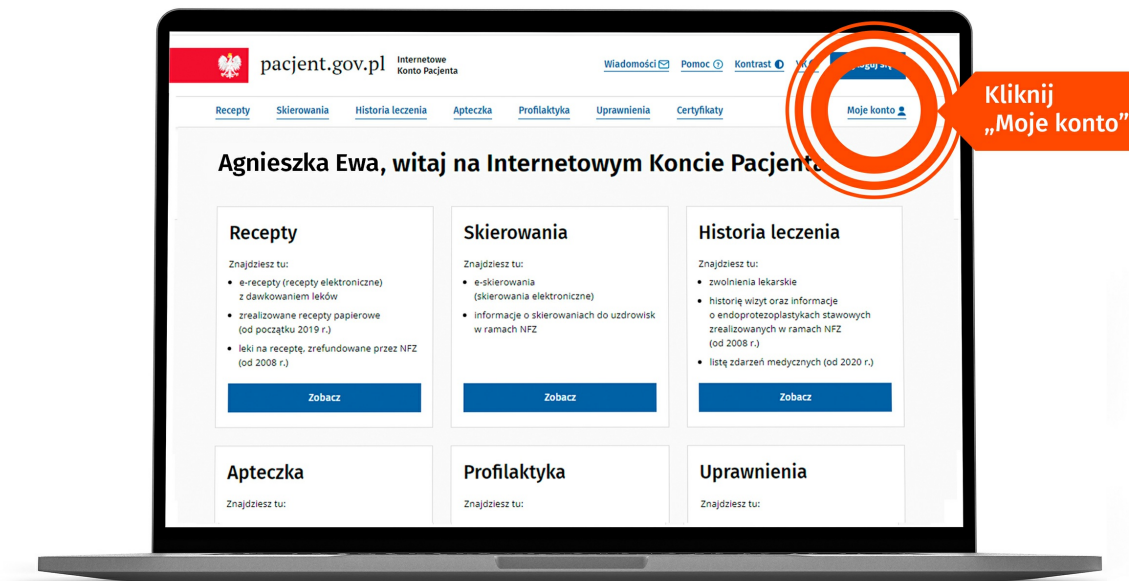 pacjent.gov.pl
Internetowe
Konto Pacjenta
Wiadomości
Pomoc
Kontrast
Recepty
Skierowania
Historia leczenia
Apteczka
Profilaktyka
Uprawnienia
Certyfikaty
Moje konto
Kliknij
„Moje konto”
Agnieszka Ewa, witaj na Internetowym Koncie Pacjenta
Recepty
Znajdziesz tu:
• e-recepty (recepty elektroniczne)
z dawkowaniem leków
• zrealizowane recepty papierowe
(od początku 2019 r.)
• leki na receptę, zrefundowane przez NFZ
(od 2008 r.)
Zobacz
Skierowania
Znajdziesz tu:
• e-skierowania
(skierowania elektroniczne)
• informacje o skierowaniach do uzdrowisk
w ramach NFZ
Zobacz
Historia leczenia
Znajdziesz tu:
• zwolnienia lekarskie
• historię wizyt oraz informacje
o endoprotezoplastykach stawowych
zrealizowanych w ramach NFZ
(od 2008 r.)
• listę zdarzeń medycznych (od 2020 r.)
Zobacz
Apteczka
Znajdziesz tu:
Profilaktyka
Znajdziesz tu:
Uprawnienia
Znajdziesz tu: